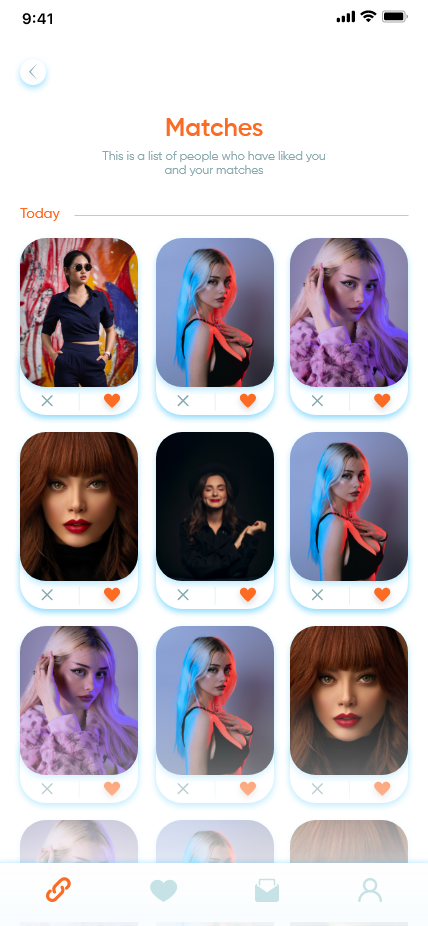 9:41
Matches
This is a list of people who have liked you
and your matches
Today